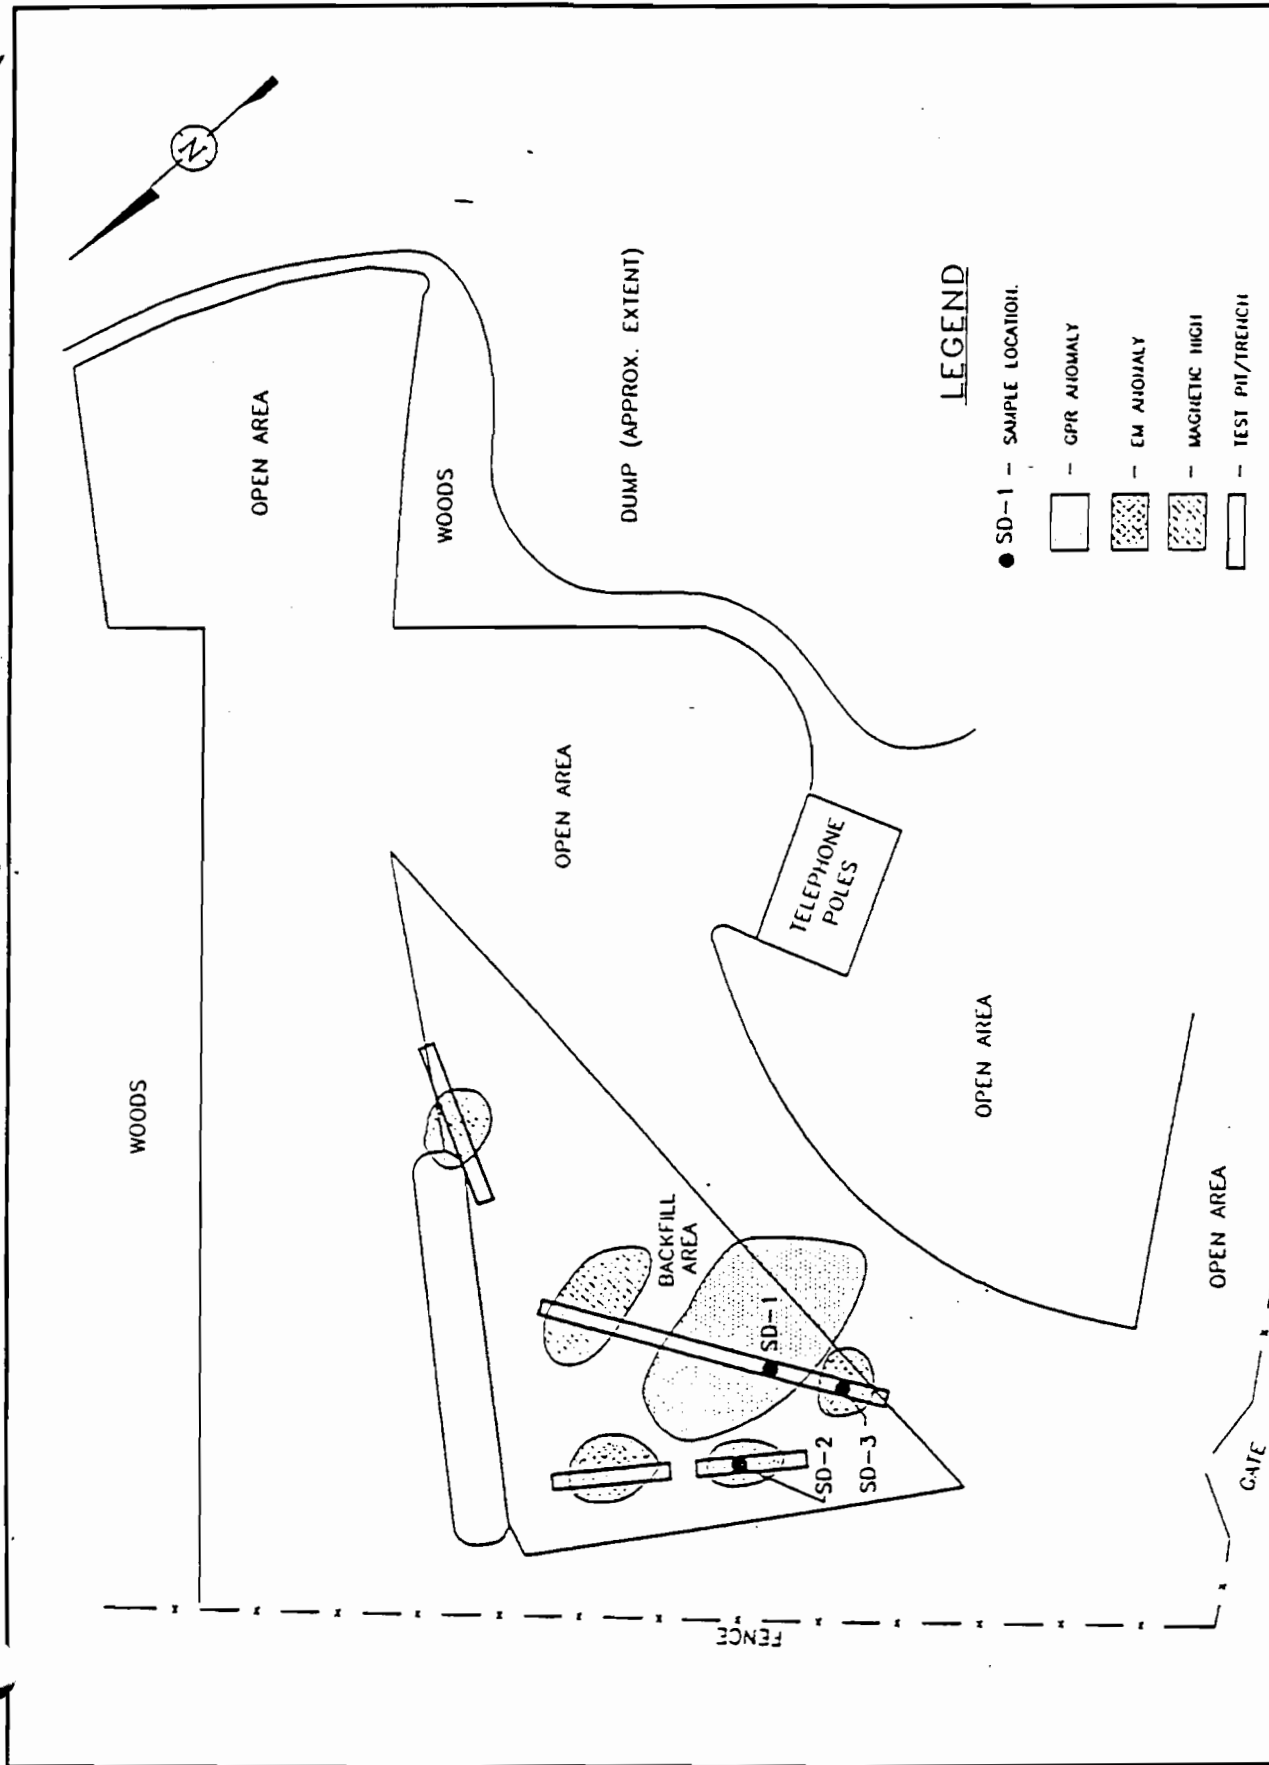 N
WOODS
OPEN AREA
WOODS
DUMP (APPROX. EXTENT)
OPEN AREA
TELEPHONE
POLES
OPEN AREA
OPEN AREA
BACKFILL
AREA
SD-1
SD-2
SD-3
FENCE
GATE
LEGEND
SD-1 - SAMPLE LOCATION.
- GPR ANOMALY
- EM ANOMALY
- MAGNETIC HIGH
- TEST PIT/TRENCH